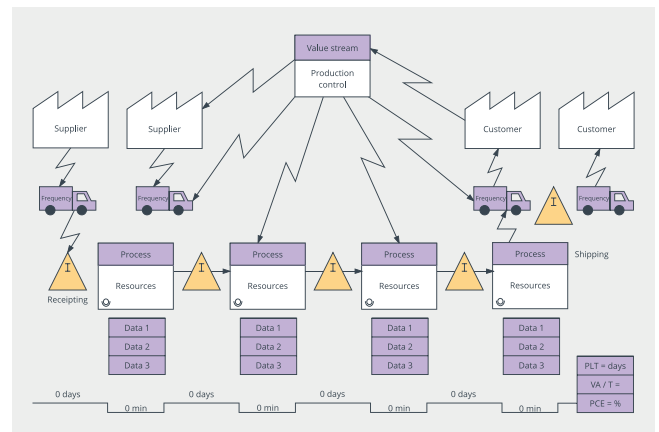 Value stream
Production
control
Supplier
Supplier
Customer
Customer
Frequency
Frequency
Frequency
Frequency
I
I
Receipting
Process
Resources
I
Process
Resources
I
Process
Resources
I
Process
Resources
Shipping
Data 1
Data 2
Data 3
Data 1
Data 2
Data 3
Data 1
Data 2
Data 3
Data 1
Data 2
Data 3
PLT = days
VA / T =
PCE = %
0 days
0 min
0 days
0 min
0 days
0 min
0 days
0 min